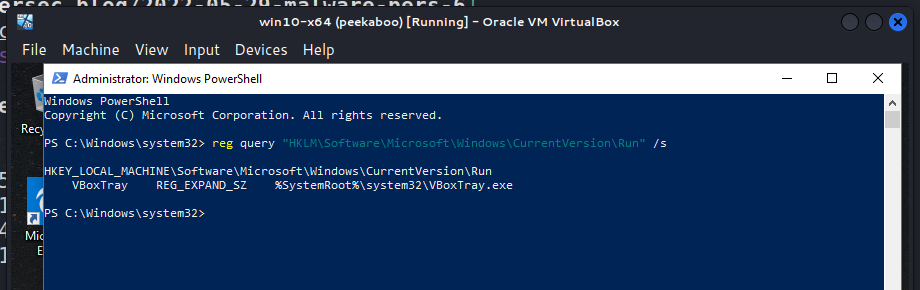 ersec blog/2022-05-29-malware-pers-6
win10-x64 (peekaboo) [Running] - Oracle VM VirtualBox
File Machine View Input Devices Help
Administrator: Windows PowerShell
Windows PowerShell
Copyright (C) Microsoft Corporation. All rights reserved.
Recy
PS C:\Windows\system32> reg query "HKLM\Software\Microsoft\Windows\CurrentVersion\Run" /s
HKEY_LOCAL_MACHINE\Software\Microsoft\Windows\CurrentVersion\Run
VBoxTray REG_EXPAND_SZ %SystemRoot%\system32\VBoxTray.exe
PS C:\Windows\system32>
Mic
E